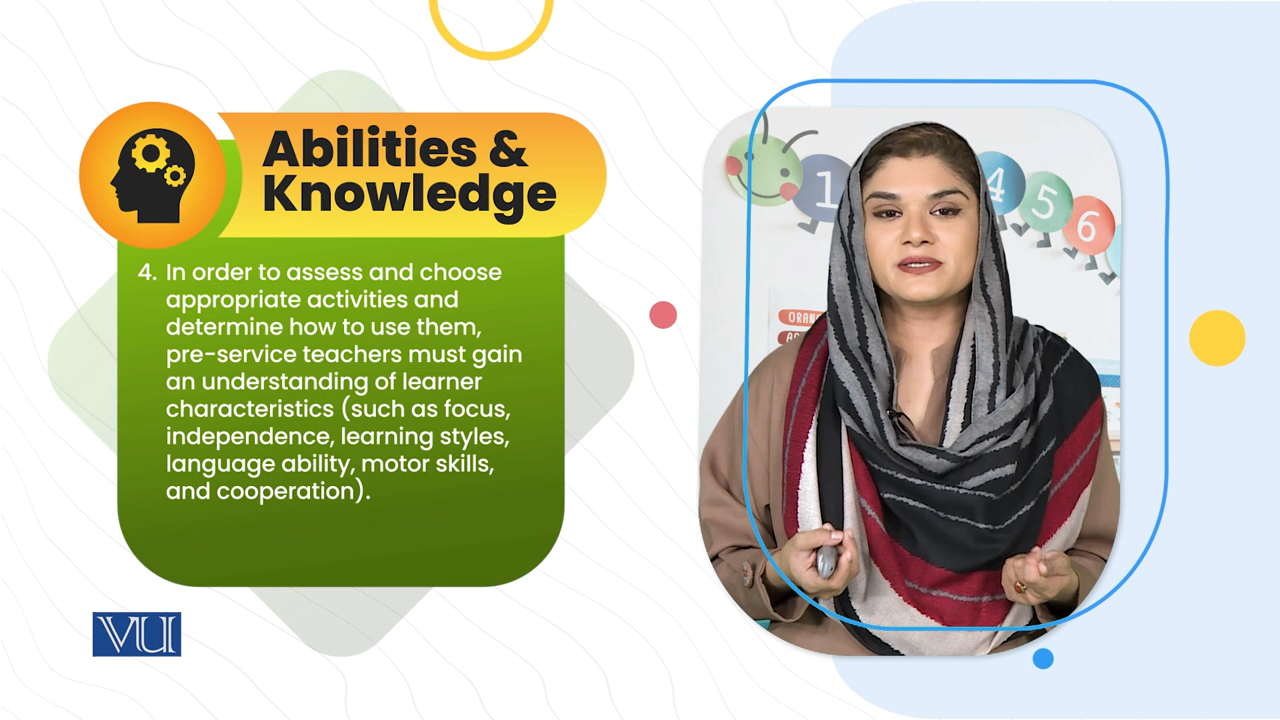 Abilities &
Knowledge
4. In order to assess and choose
appropriate activities and
determine how to use them,
pre-service teachers must gain
an understanding of learner
characteristics (such as focus,
independence, learning styles,
language ability, motor skills,
and cooperation).
VU
1 4 5 6